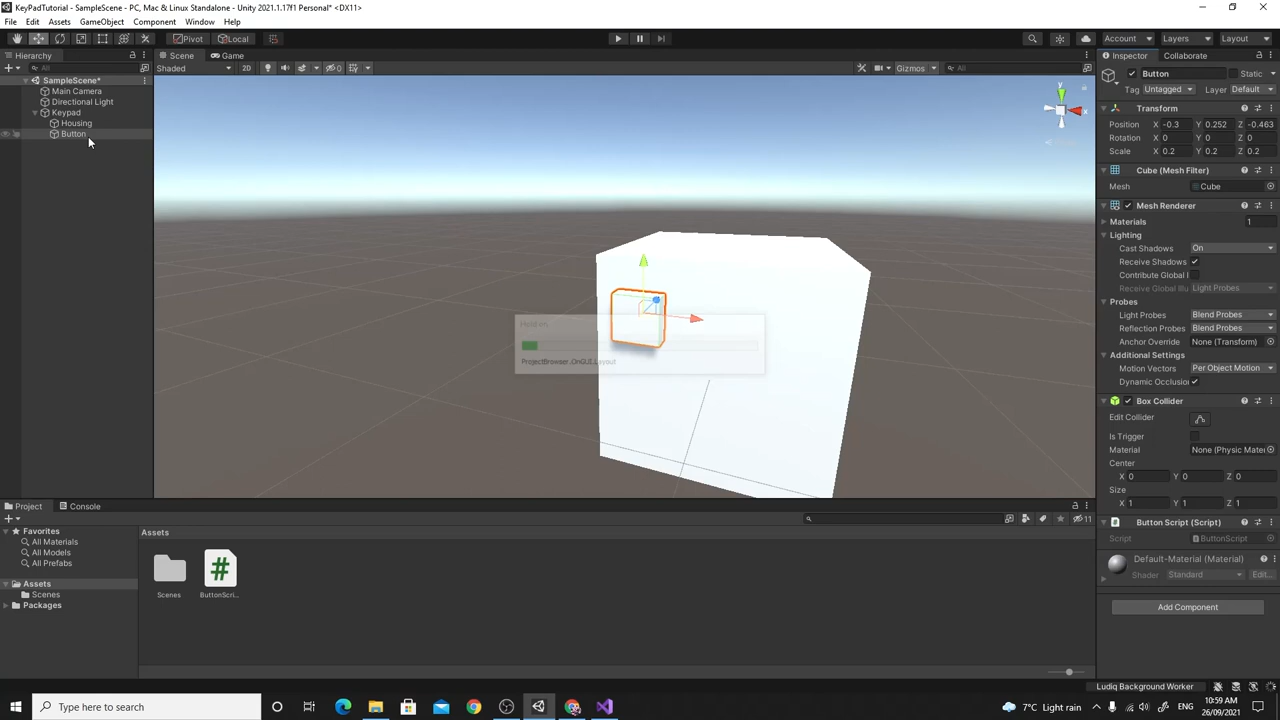 KeyPadTutorial - SampleScene - PC, Mac & Linux Standalone - Unity 2021.1.17f1 Personal* <DX11>
File Edit Assets GameObject Component Window Help
Pivot Local Account Layers Layout
Hierarchy Scene Game Inspector Collaborate
All Shaded 2D 0 Gizmos All
SampleScene*
Main Camera
Directional Light
Keypad
Housing
Button
y
x
Hold on
ProjectBrowser.OnGUI.Layout
Button Static
Tag Untagged Layer Default
Transform
Position X -0.3 Y 0.252 Z -0.463
Rotation X 0 Y 0 Z 0
Scale X 0.2 Y 0.2 Z 0.2
Cube (Mesh Filter)
Mesh Cube
Mesh Renderer
Materials 1
Lighting
Cast Shadows On
Receive Shadows
Contribute Global I
Receive Global Illu Light Probes
Probes
Light Probes Blend Probes
Reflection Probes Blend Probes
Anchor Override None (Transform)
Additional Settings
Motion Vectors Per Object Motion
Dynamic Occlusion
Box Collider
Edit Collider
Is Trigger
Material None (Physic Mater
Center
X 0 Y 0 Z 0
Size
X 1 Y 1 Z 1
Button Script (Script)
Script ButtonScript
Default-Material (Material)
Shader Standard Edit...
Add Component
Project Console
11
Favorites
All Materials
All Models
All Prefabs
Assets
Scenes
Packages
Assets
Scenes ButtonScri...
Ludiq Background Worker
Type here to search
7°C Light rain
10:59 AM
26/09/2021